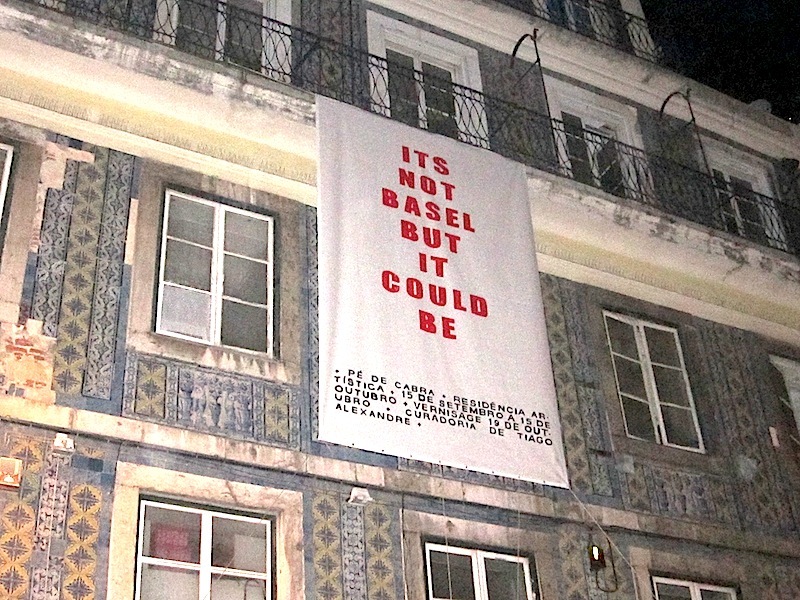 ITS
NOT
BASEL
BUT
IT
COULD
BE
+ PÉ DE CABRA + RESIDÊNCIA AR-
TÍSTICA + 15 DE SETEMBRO A 15 DE
OUTUBRO + VERNISAGE 19 DE OUT-
UBRO + CURADORIA DE TIAGO
ALEXANDRE +